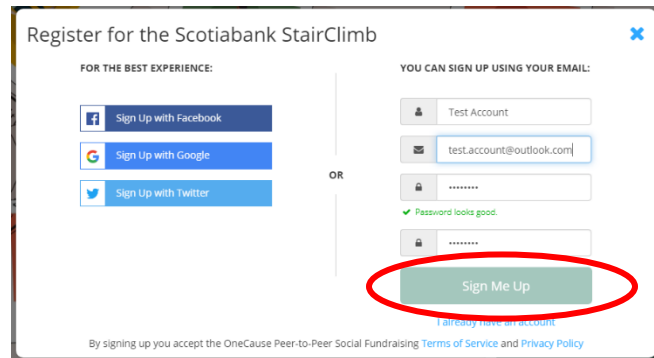 Register for the Scotiabank StairClimb
FOR THE BEST EXPERIENCE:
Sign Up with Facebook
Sign Up with Google
Sign Up with Twitter
OR
YOU CAN SIGN UP USING YOUR EMAIL:
Test Account
test.account@outlook.com
••••••••
Password looks good.
••••••••
Sign Me Up
I already have an account
By signing up you accept the OneCause Peer-to-Peer Social Fundraising Terms of Service and Privacy Policy